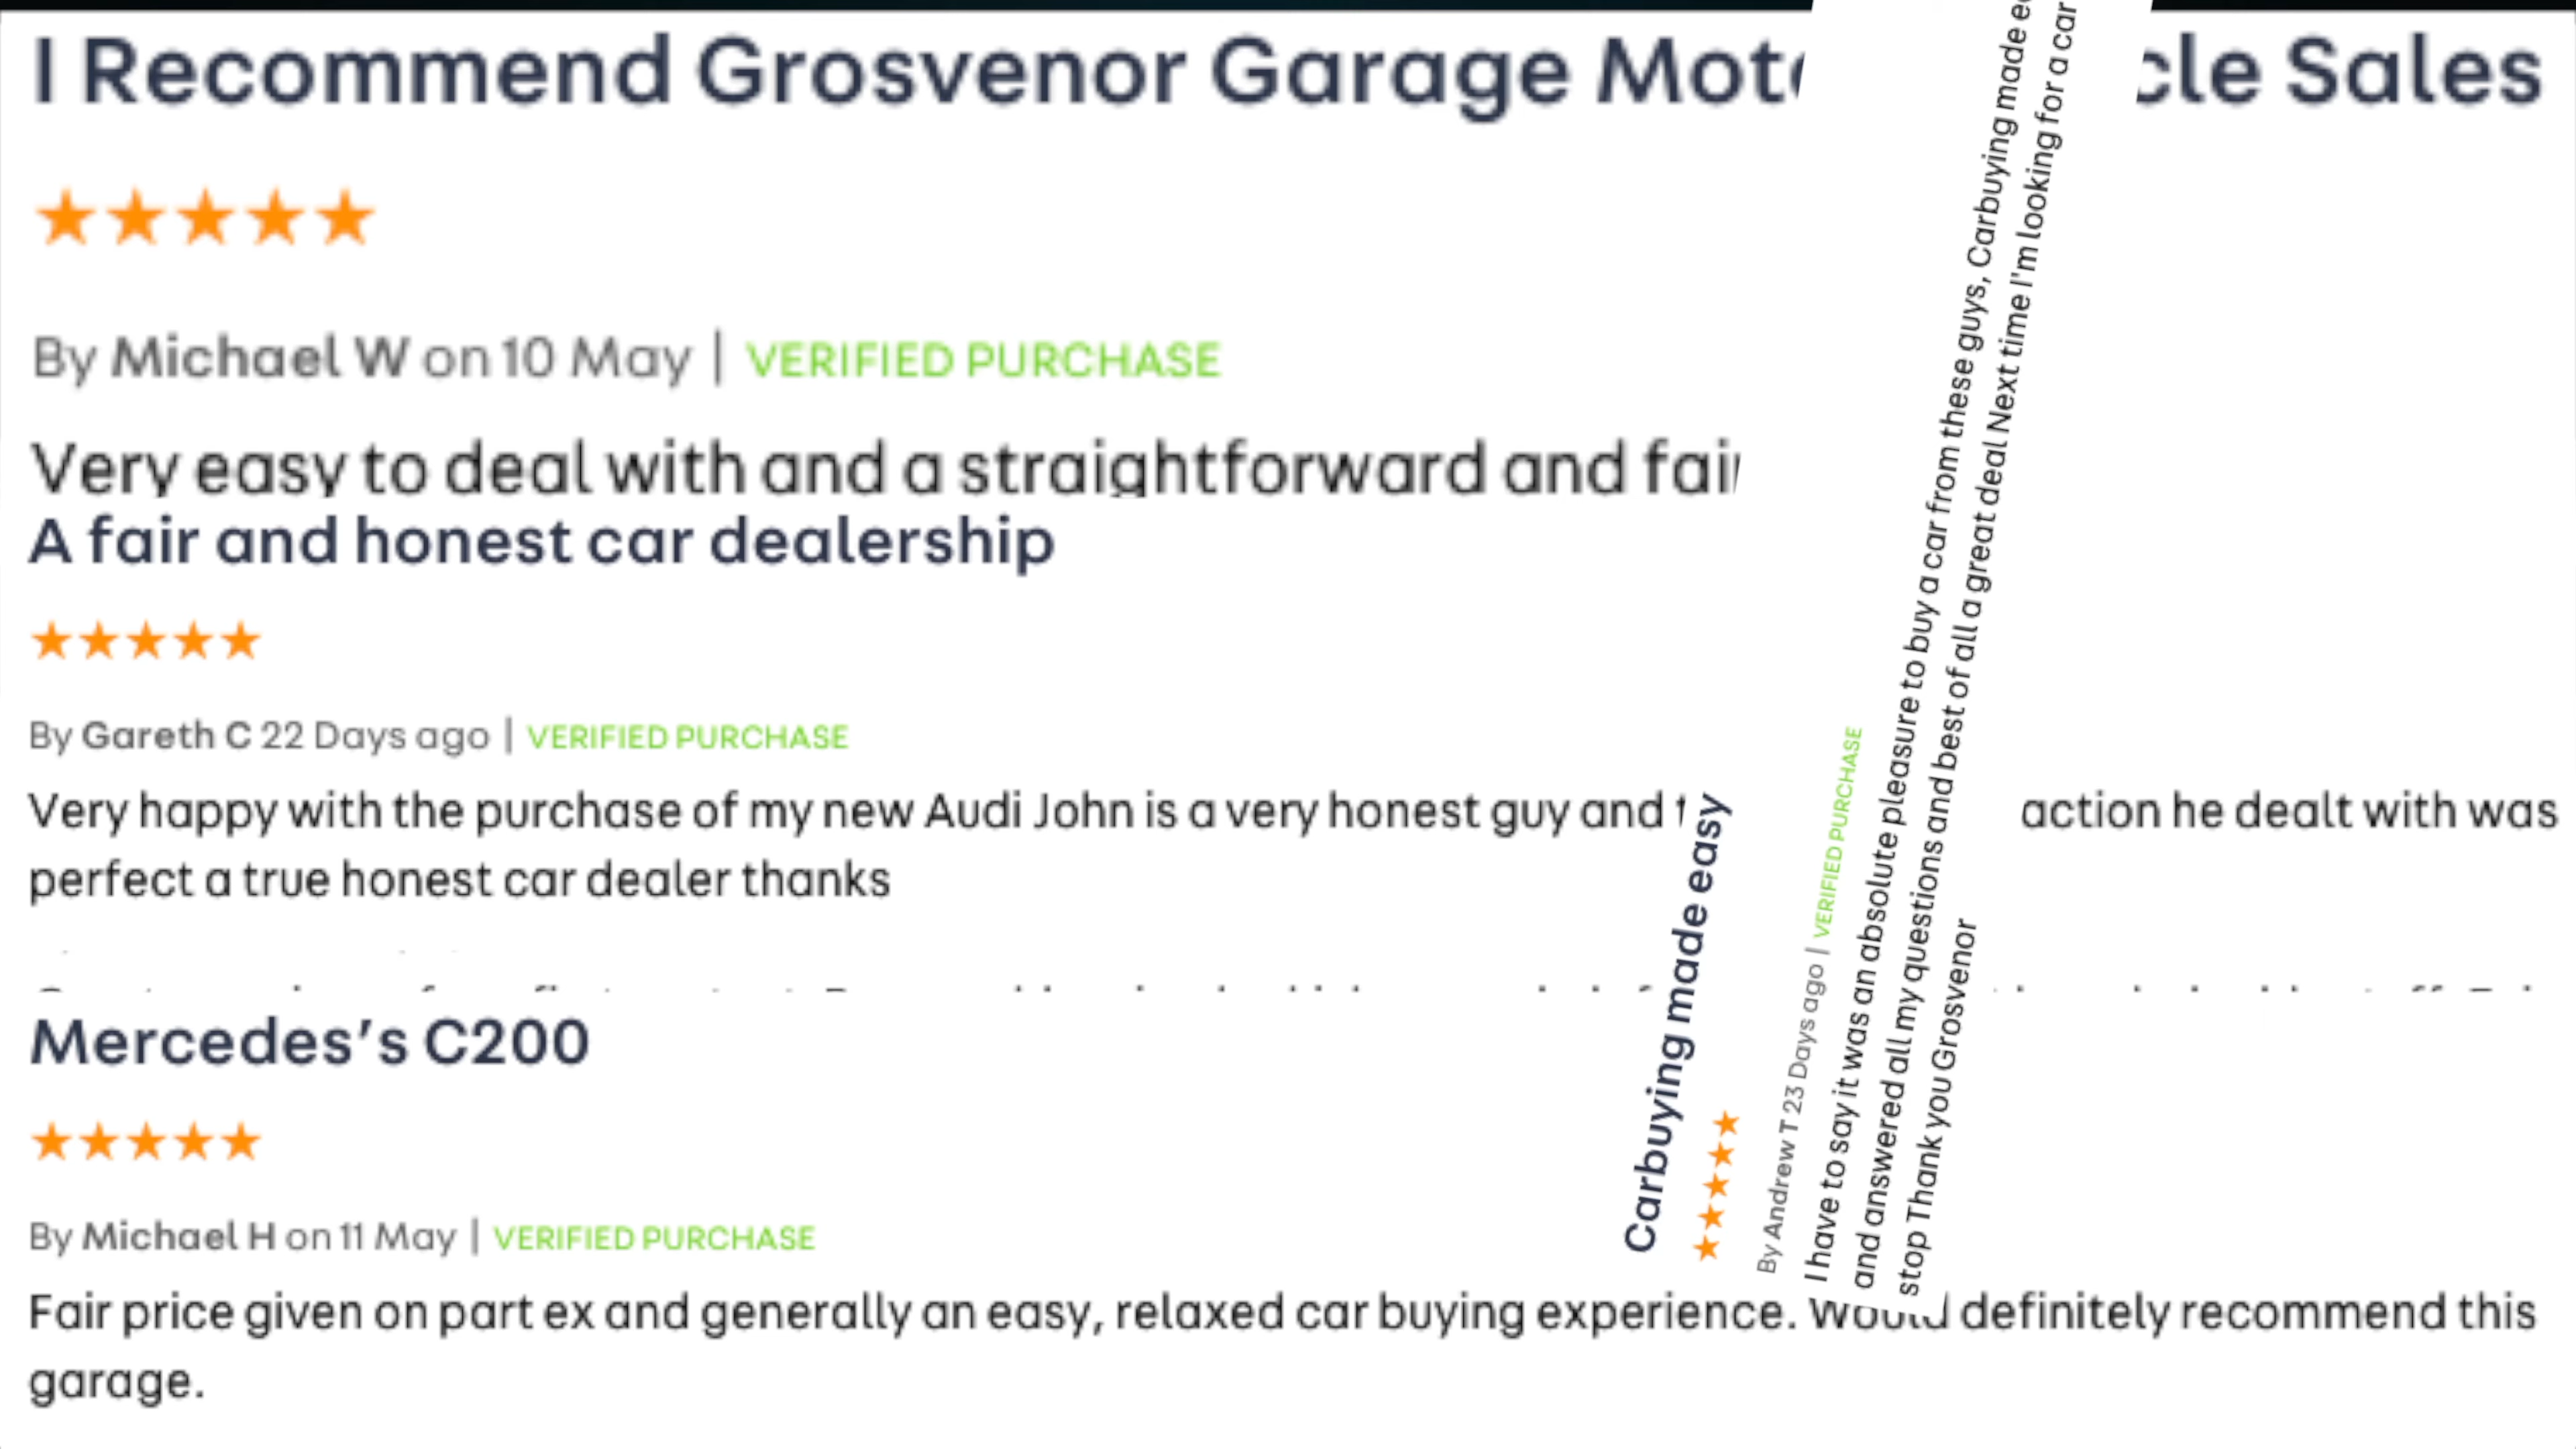 I Recommend Grosvenor Garage Moto cle Sales
By Michael W on 10 May | VERIFIED PURCHASE
Very easy to deal with and a straightforward and fair
A fair and honest car dealership
By Gareth C 22 Days ago | VERIFIED PURCHASE
Very happy with the purchase of my new Audi John is a very honest guy and action he dealt with was
perfect a true honest car dealer thanks
Mercedes’s C200
By Michael H on 11 May | VERIFIED PURCHASE
Fair price given on part ex and generally an easy, relaxed car buying experience. Would definitely recommend this
garage.
Carbuying made easy
By Andrew T 23 Days ago | VERIFIED PURCHASE
I have to say it was an absolute pleasure to buy a car from these guys, Carbuying made
and answered all my questions and best of all a great deal Next time I'm looking for a car
stop Thank you Grosvenor